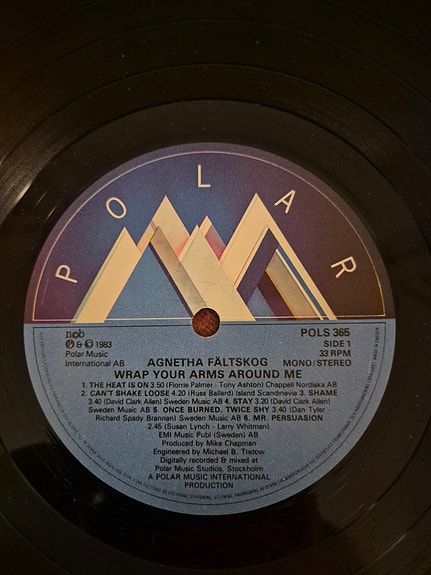 POLAR
ncb
POLS 365
℗ & © 1983
SIDE 1
Polar Music
33 RPM
International AB
AGNETHA FÄLTSKOG
MONO/STEREO
WRAP YOUR ARMS AROUND ME
1. THE HEAT IS ON 3.50 (Florrie Palmer - Tony Ashton) Chappell Nordiska AB
2. CAN'T SHAKE LOOSE 4.20 (Russ Ballard) Island Scandinavia 3. SHAME
3.40 (David Clark Allen) Sweden Music AB 4. STAY 3.20 (David Clark Allen)
Sweden Music AB 5. ONCE BURNED, TWICE SHY 3.40 (Dan Tyler -
Richard Spady Brannan) Sweden Music AB 6. MR. PERSUASION
2.45 (Susan Lynch - Larry Whitman)
EMI Music Publ (Sweden) AB
Produced by Mike Chapman
Engineered by Michael B. Tretow
Digitally recorded & mixed at
Polar Music Studios, Stockholm
A POLAR MUSIC INTERNATIONAL
PRODUCTION